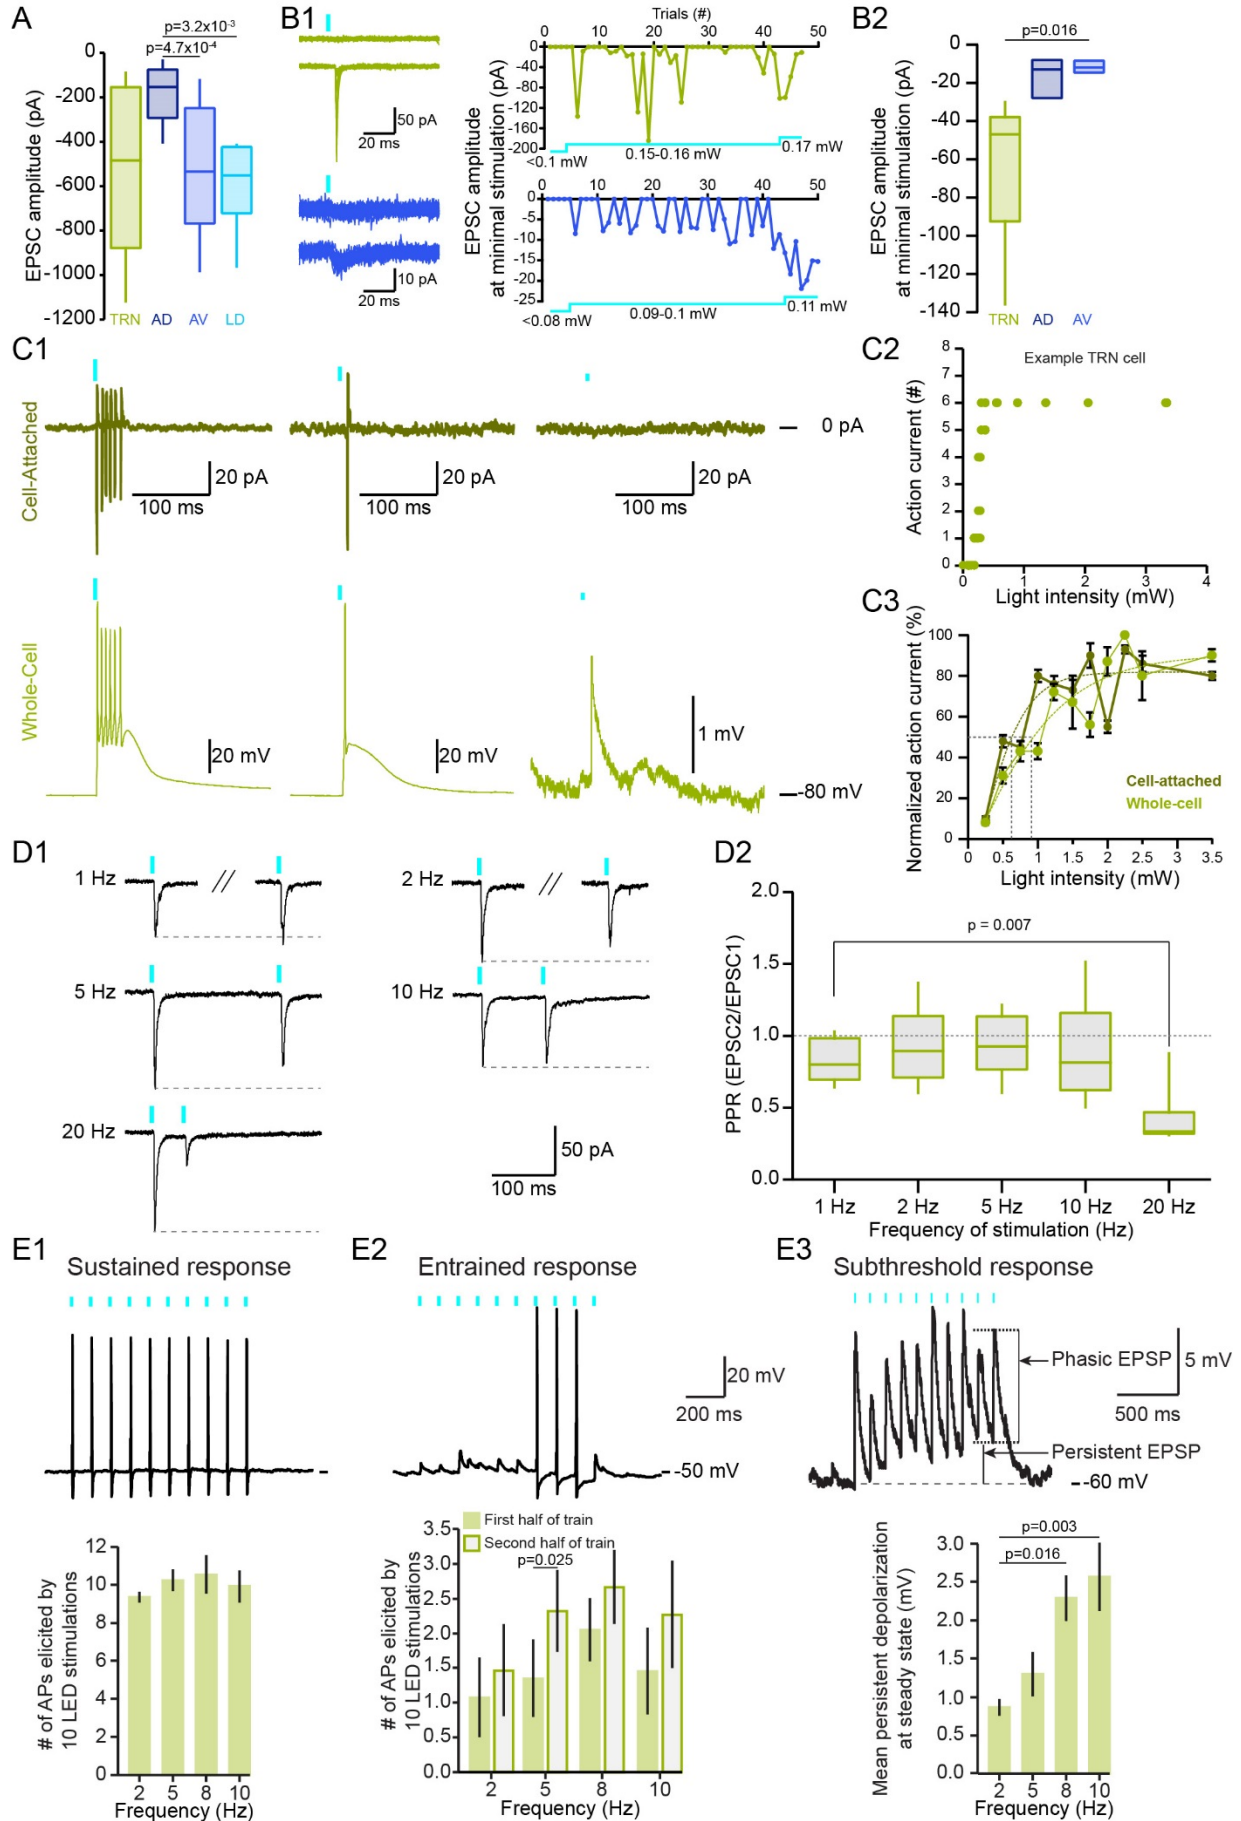 A
p=3.2x10-3
p=4.7x10-4
EPSC amplitude (pA)
0
-200
-400
-600
-800
-1000
-1200
TRN
AD
AV
LD
B1
50 pA
20 ms
10 pA
20 ms
Trials (#)
0
10
20
30
40
50
EPSC amplitude
at minimal stimulation (pA)
0
-40
-80
-120
-160
-200
<0.1 mW
0.15-0.16 mW
0.17 mW
0
10
20
30
40
50
0
-5
-10
-15
-20
-25
<0.08 mW
0.09-0.1 mW
0.11 mW
B2
p=0.016
EPSC amplitude
at minimal stimulation (pA)
0
-20
-40
-60
-80
-100
-120
-140
TRN
AD
AV
C1
Cell-Attached
20 pA
100 ms
20 pA
100 ms
20 pA
100 ms
0 pA
Whole-Cell
20 mV
20 mV
1 mV
-80 mV
C2
Example TRN cell
Action current (#)
8
7
6
5
4
3
2
1
0
0
1
2
3
4
Light intensity (mW)
C3
Normalized action current (%)
100
80
60
40
20
0
Cell-attached
Whole-cell
0
0.5
1
1.5
2
2.5
3
3.5
Light intensity (mW)
D1
1 Hz
2 Hz
5 Hz
10 Hz
20 Hz
50 pA
100 ms
D2
PPR (EPSC2/EPSC1)
2.0
1.5
1.0
0.5
0.0
p = 0.007
1 Hz
2 Hz
5 Hz
10 Hz
20 Hz
Frequency of stimulation (Hz)
E1
Sustained response
# of APs elicited by
10 LED stimulations
12
10
8
6
4
2
0
2
5
8
10
Frequency (Hz)
E2
Entrained response
20 mV
200 ms
-50 mV
First half of train
Second half of train
p=0.025
# of APs elicited by
10 LED stimulations
3.5
3.0
2.5
2.0
1.5
1.0
0.5
0.0
2
5
8
10
Frequency (Hz)
E3
Subthreshold response
Phasic EPSP
5 mV
500 ms
Persistent EPSP
-60 mV
p=0.003
p=0.016
Mean persistent depolarization
at steady state (mV)
3.0
2.5
2.0
1.5
1.0
0.5
0.0
2
5
8
10
Frequency (Hz)